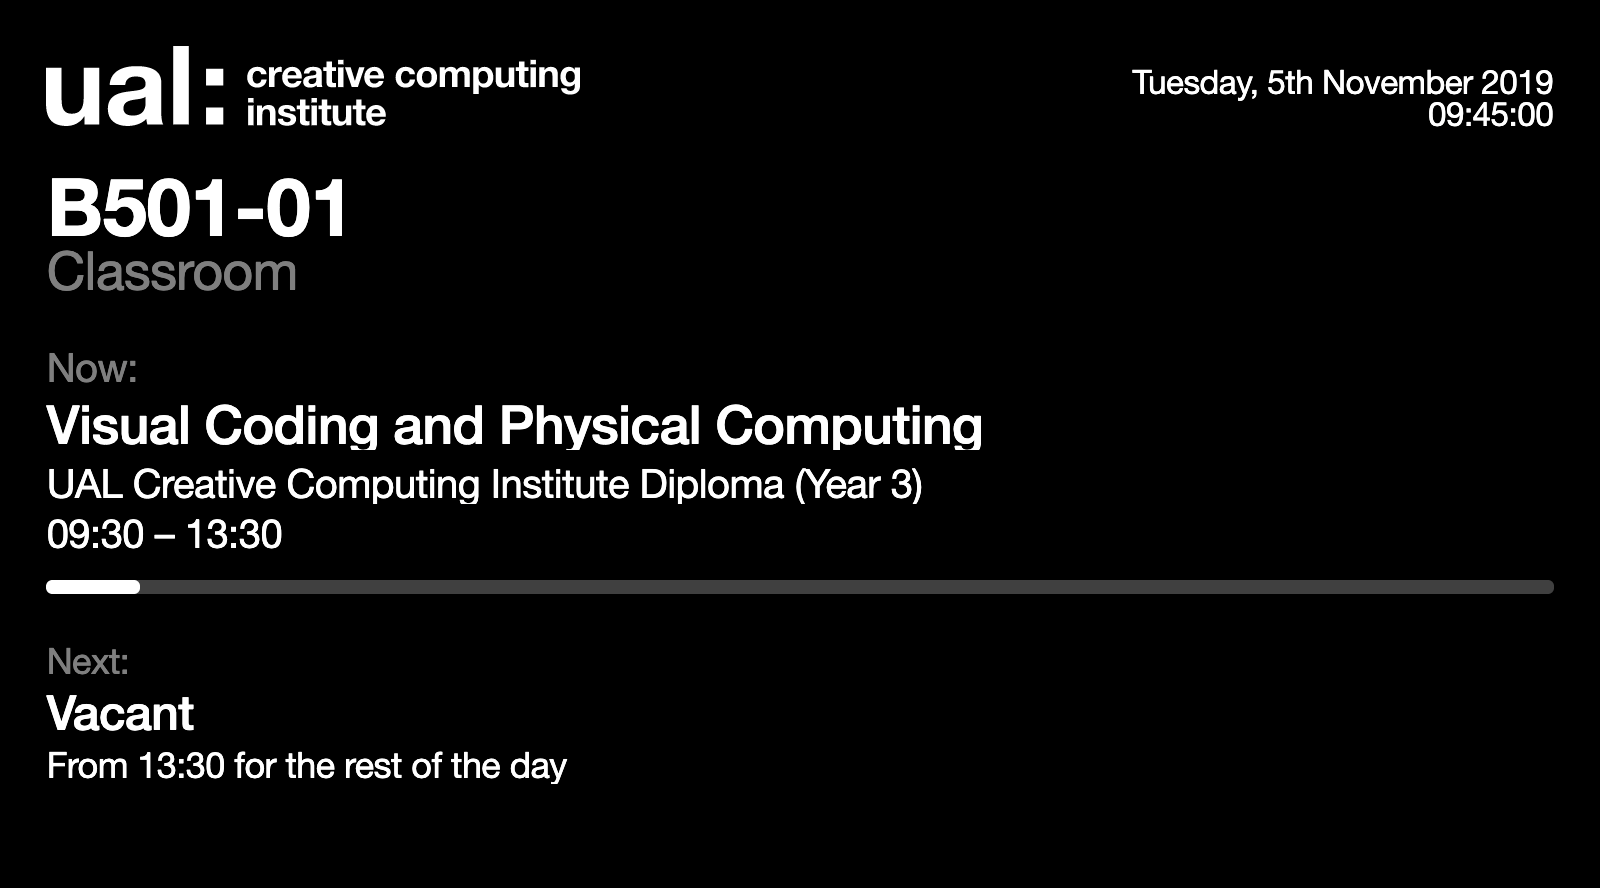 ual: creative computing
institute
Tuesday, 5th November 2019
09:45:00
B501-01
Classroom
Now:
Visual Coding and Physical Computing
UAL Creative Computing Institute Diploma (Year 3)
09:30 – 13:30
Next:
Vacant
From 13:30 for the rest of the day